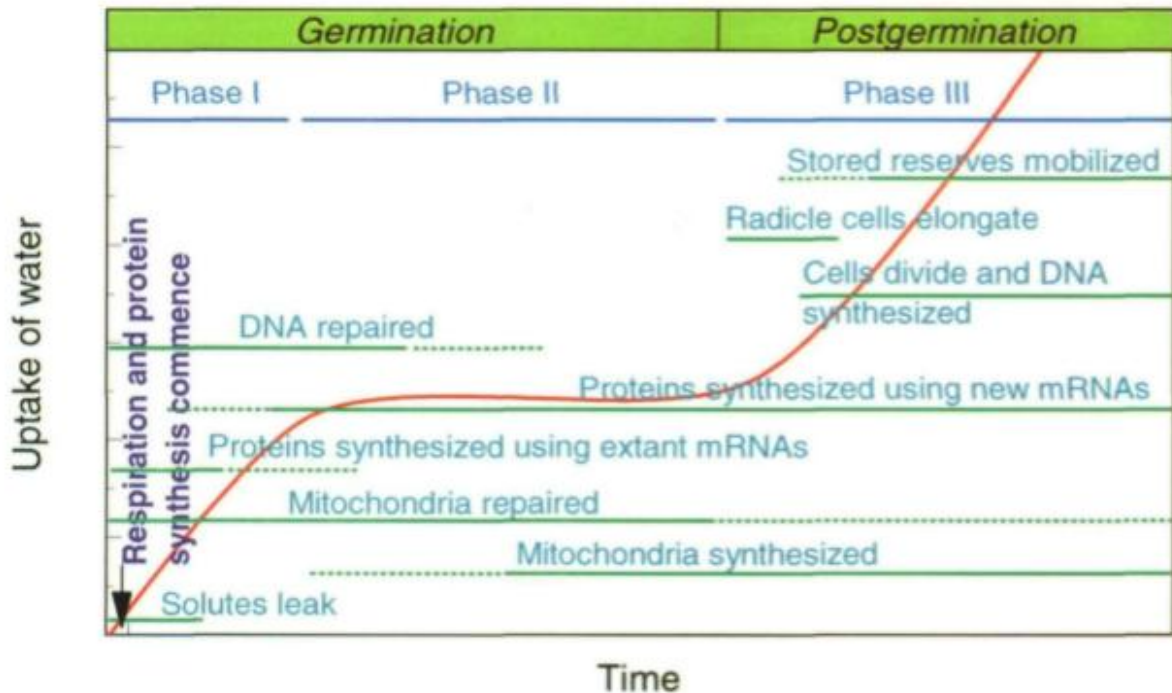 Germination
Postgermination
Phase I
Phase II
Phase III
Stored reserves mobilized
Radicle cells elongate
Cells divide and DNA
synthesized
DNA repaired
Proteins synthesized using new mRNAs
Proteins synthesized using extant mRNAs
Mitochondria repaired
Mitochondria synthesized
Solutes leak
Respiration and protein
synthesis commence
Uptake of water
Time